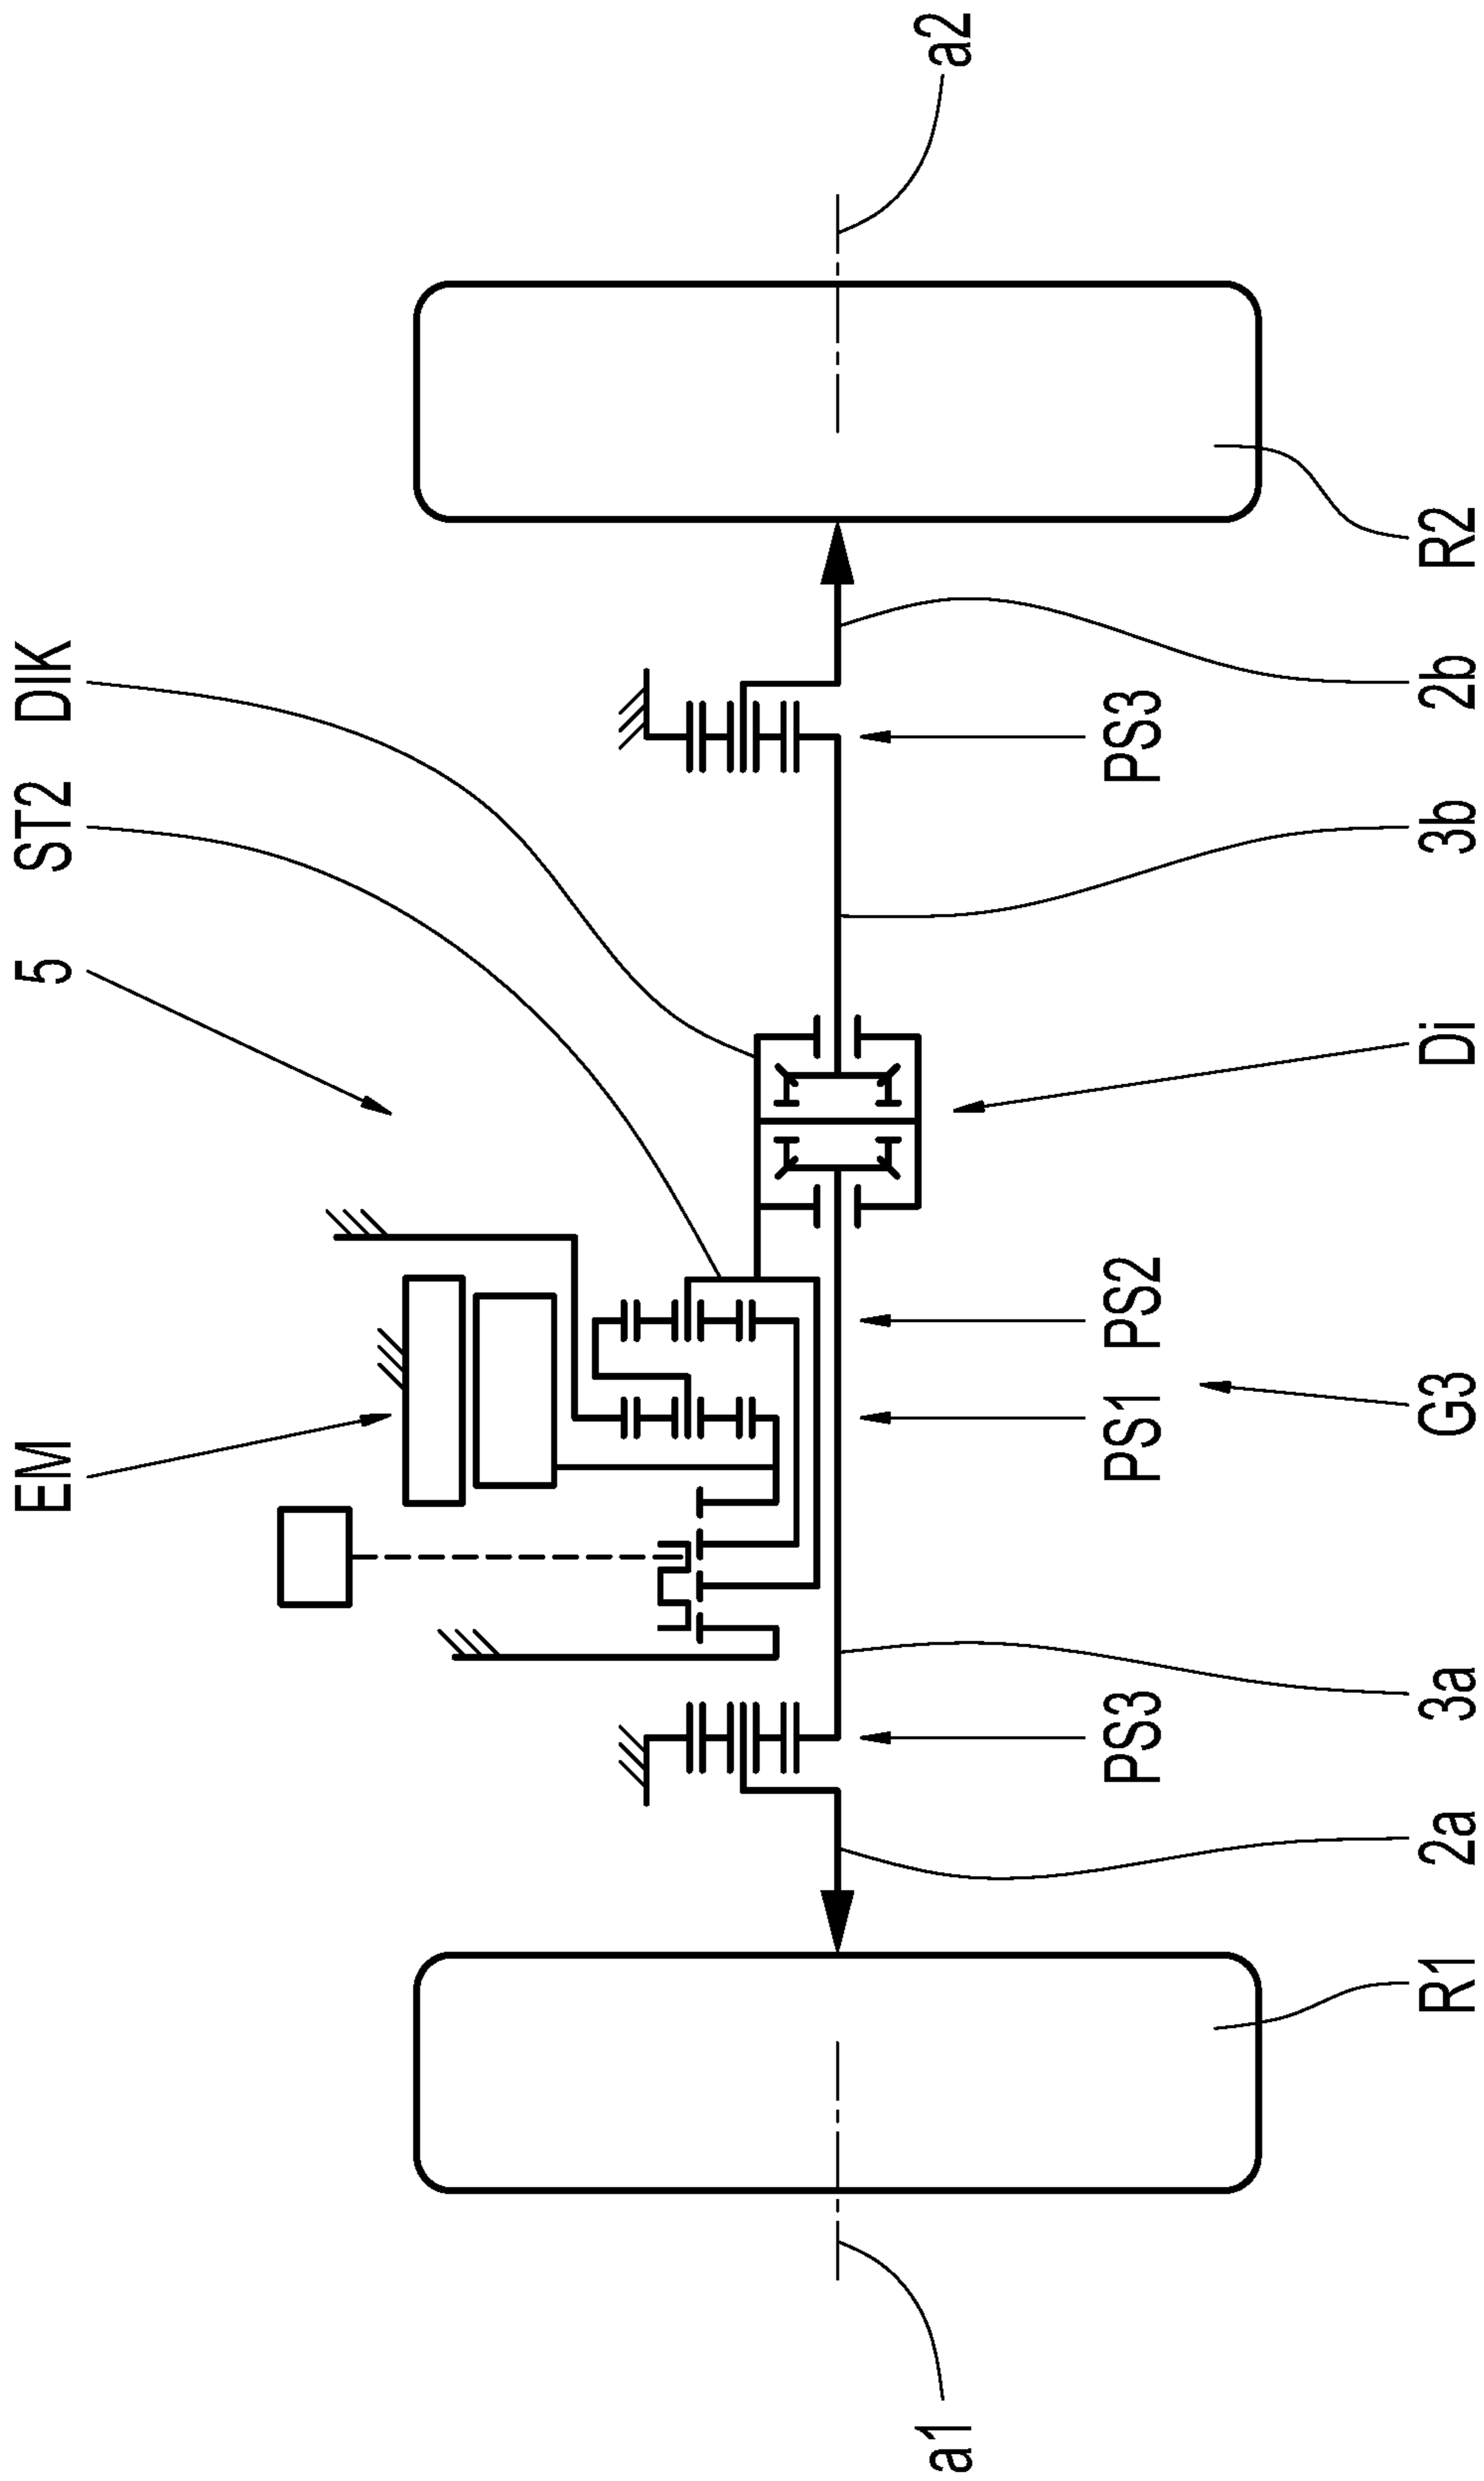 EM 5 ST2 DIK
a1 a2
PS3 PS1 PS2 PS3
R1 2a 3a G3 Di 3b 2b R2